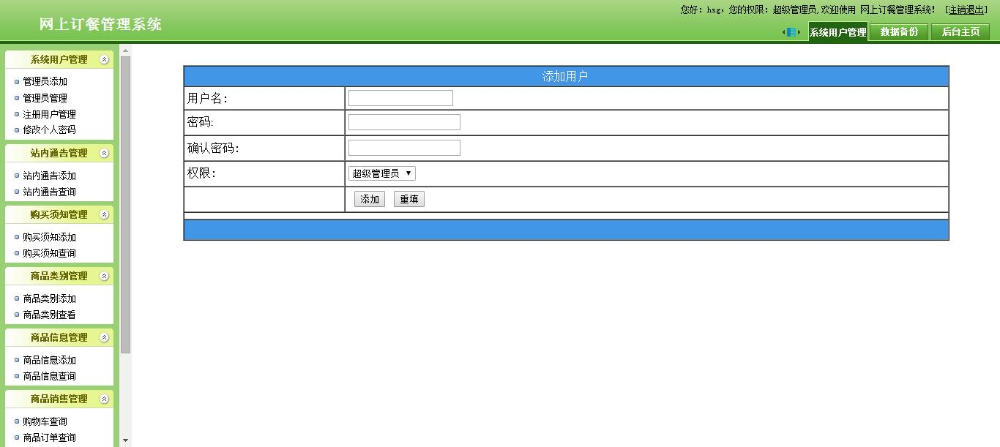 您好：hsg，您的权限：超级管理员,欢迎使用 网上订餐管理系统！ [注销退出]
网上订餐管理系统
系统用户管理 数据备份 后台主页
系统用户管理
管理员添加
管理员管理
注册用户管理
修改个人密码
站内通告管理
站内通告添加
站内通告查询
购买须知管理
购买须知添加
购买须知查询
商品类别管理
商品类别添加
商品类别查看
商品信息管理
商品信息添加
商品信息查询
商品销售管理
购物车查询
商品订单查询
添加用户
用户名：
密码:
确认密码：
权限： 超级管理员
添加 重填